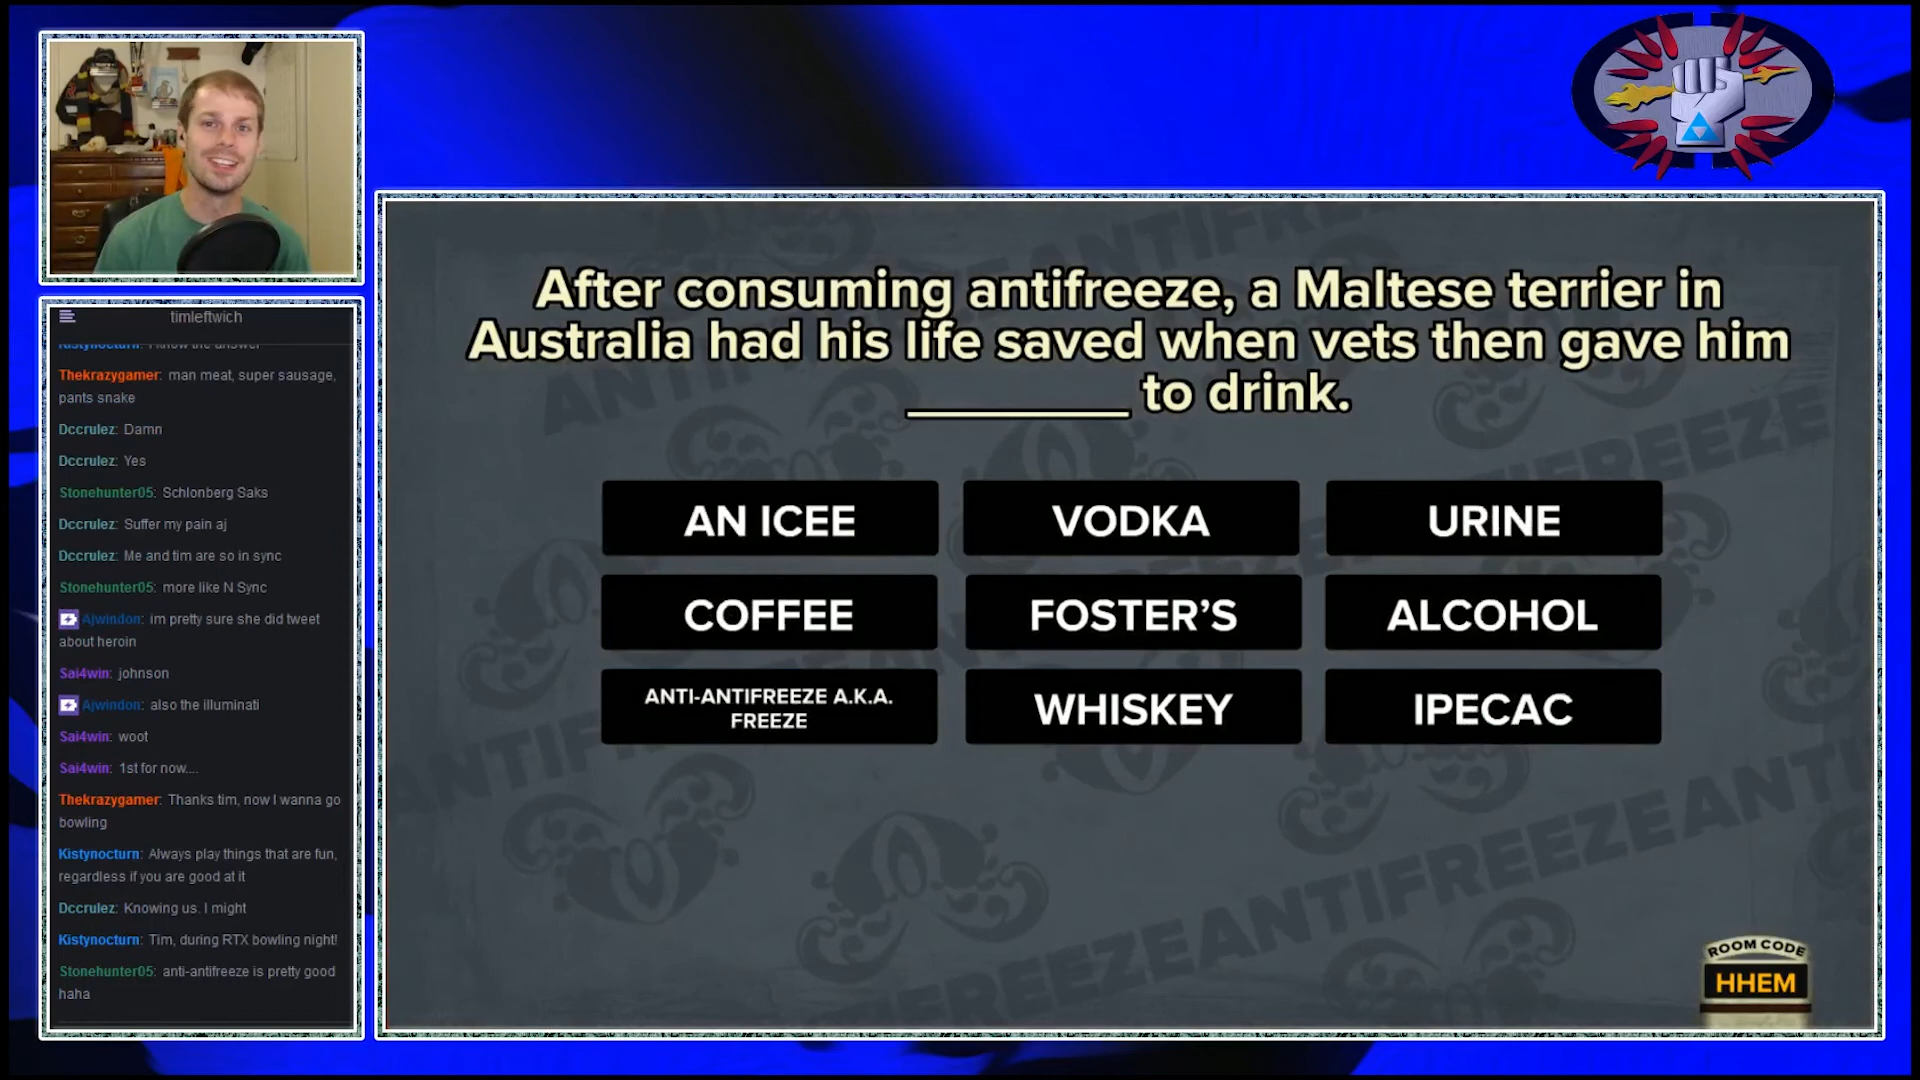 timleftwich
Kistynocturn: I know the answer
Thekrazygamer: man meat, super sausage,
pants snake
Dccrulez: Damn
Dccrulez: Yes
Stonehunter05: Schlonberg Saks
Dccrulez: Suffer my pain aj
Dccrulez: Me and tim are so in sync
Stonehunter05: more like N Sync
Ajwindon: im pretty sure she did tweet
about heroin
Sai4win: johnson
Ajwindon: also the illuminati
Sai4win: woot
Sai4win: 1st for now....
Thekrazygamer: Thanks tim, now I wanna go
bowling
Kistynocturn: Always play things that are fun,
regardless if you are good at it
Dccrulez: Knowing us. I might
Kistynocturn: Tim, during RTX bowling night!
Stonehunter05: anti-antifreeze is pretty good
haha
After consuming antifreeze, a Maltese terrier in
Australia had his life saved when vets then gave him
__________ to drink.
AN ICEE
VODKA
URINE
COFFEE
FOSTER'S
ALCOHOL
ANTI-ANTIFREEZE A.K.A.
FREEZE
WHISKEY
IPECAC
ROOM CODE
HHEM